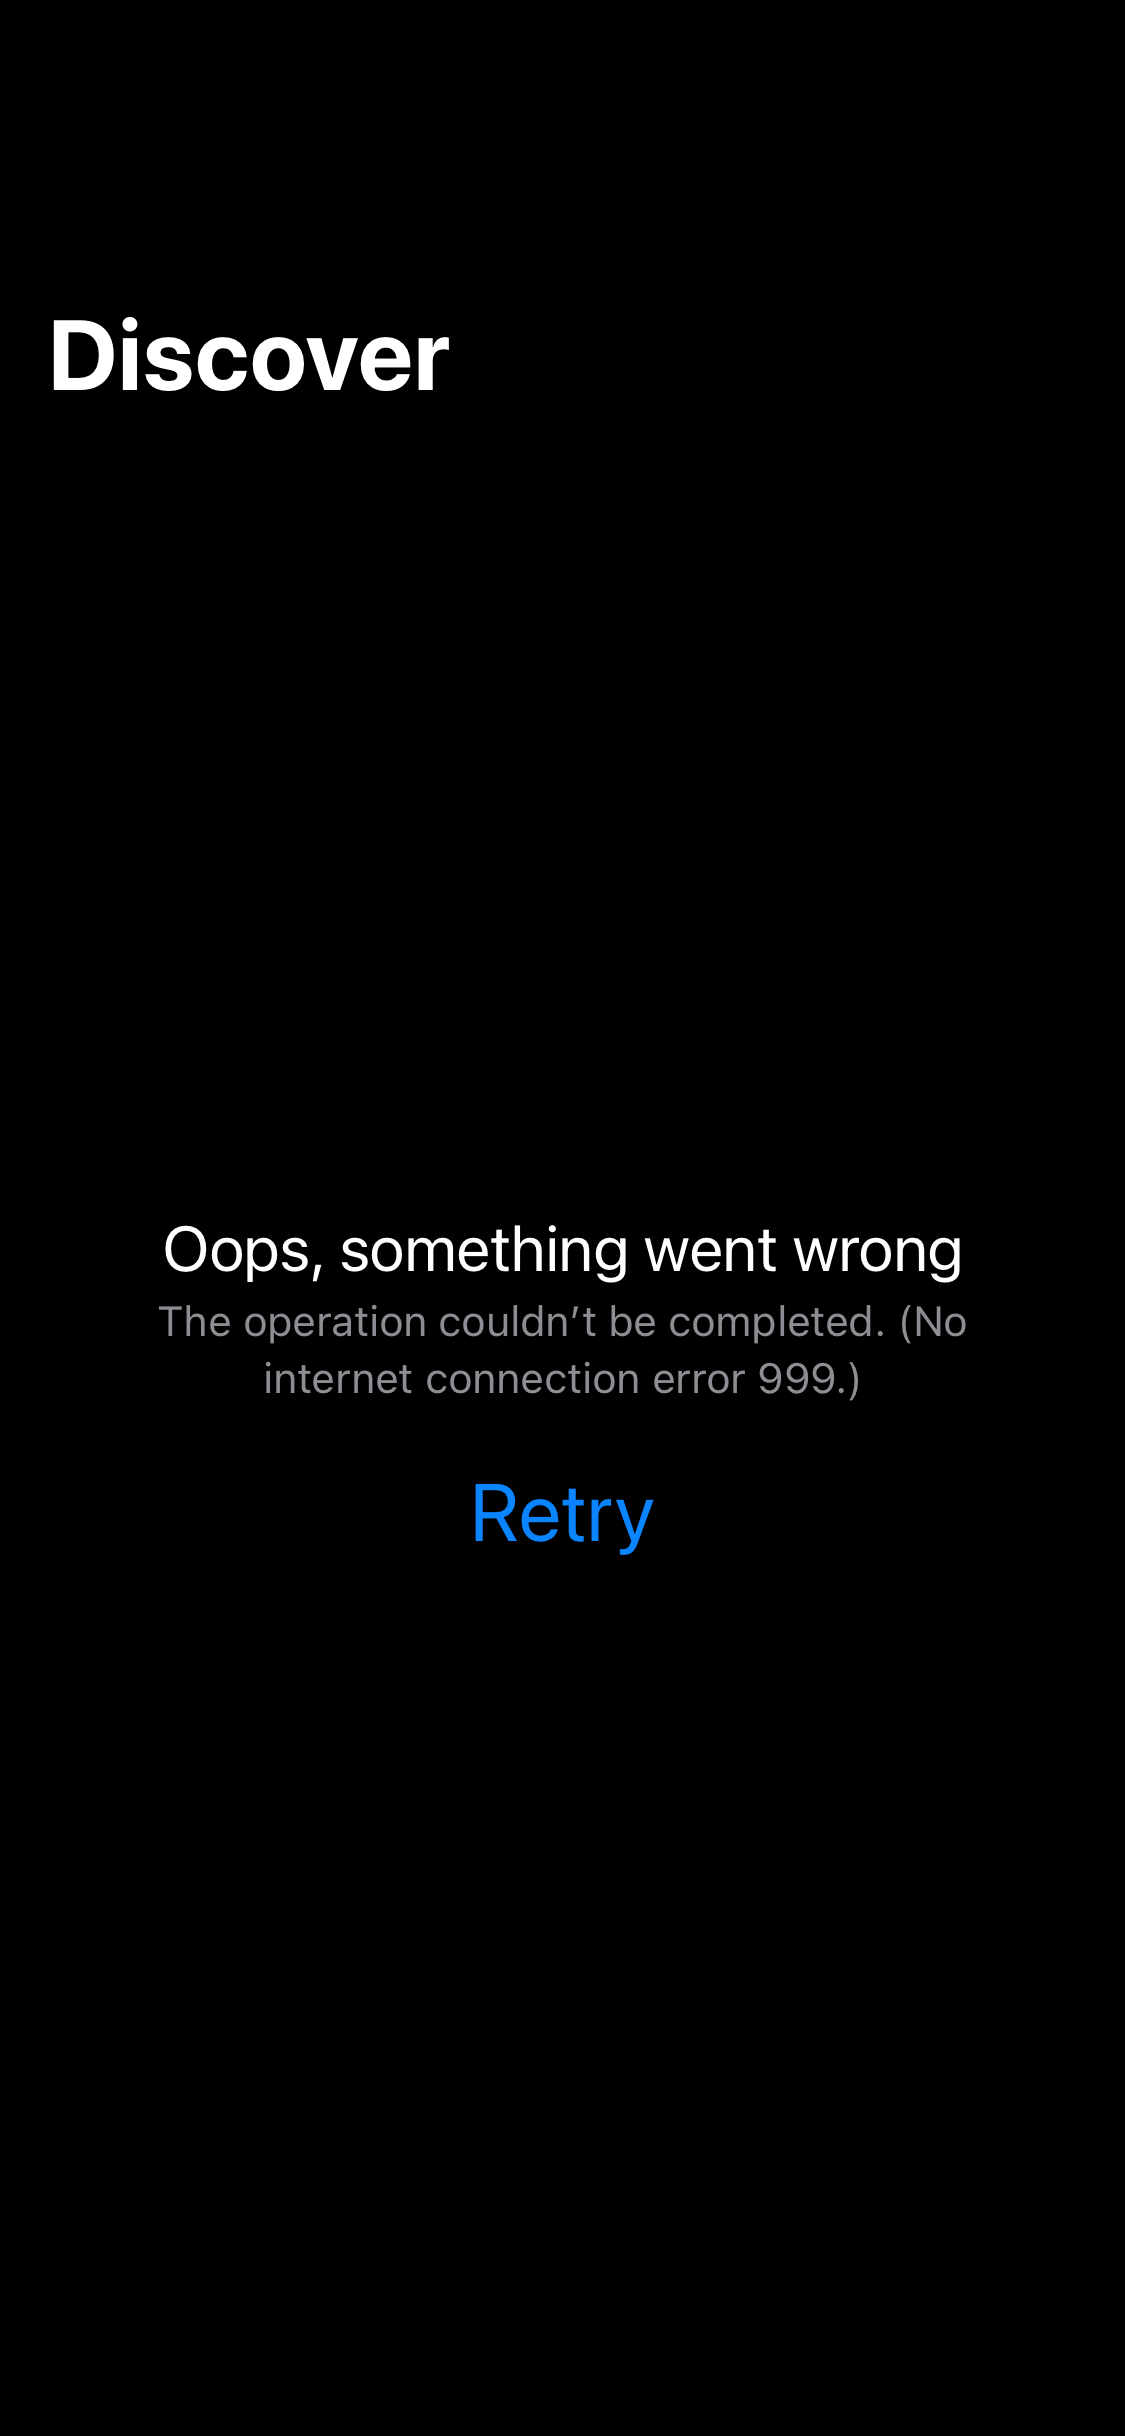 Discover
Oops, something went wrong
The operation couldn’t be completed. (No
internet connection error 999.)
Retry